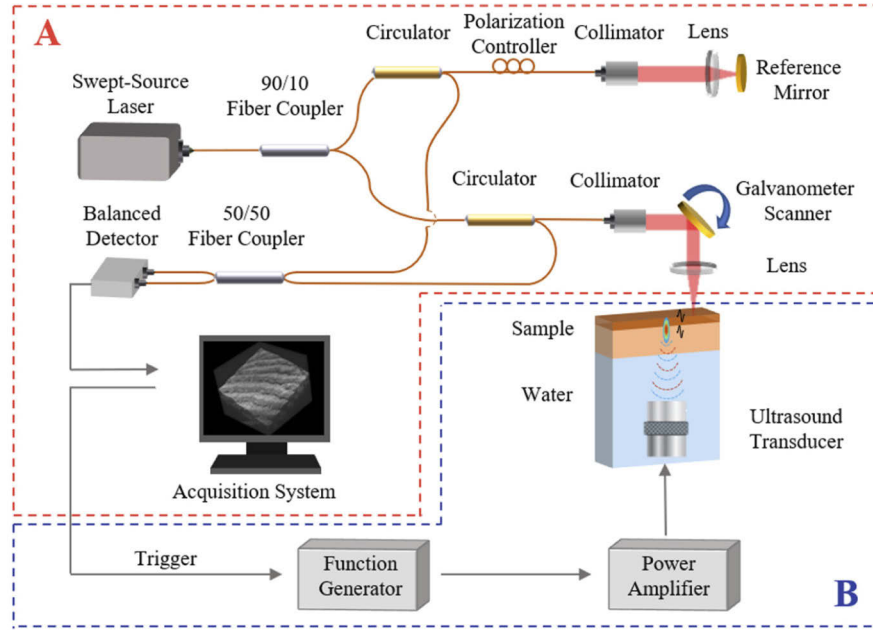 A
Circulator
Polarization
Controller
Collimator
Lens
Reference
Mirror
Swept-Source
Laser
90/10
Fiber Coupler
Circulator
Collimator
Galvanometer
Scanner
Balanced
Detector
50/50
Fiber Coupler
Lens
Sample
Water
Ultrasound
Transducer
Acquisition System
Trigger
Function
Generator
Power
Amplifier
B